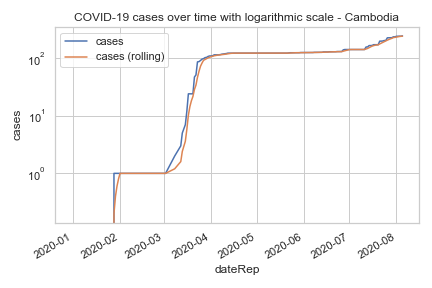 COVID-19 cases over time with logarithmic scale - Cambodia
cases
cases (rolling)
10²
10¹
10⁰
cases
2020-01
2020-02
2020-03
2020-04
2020-05
2020-06
2020-07
2020-08
dateRep